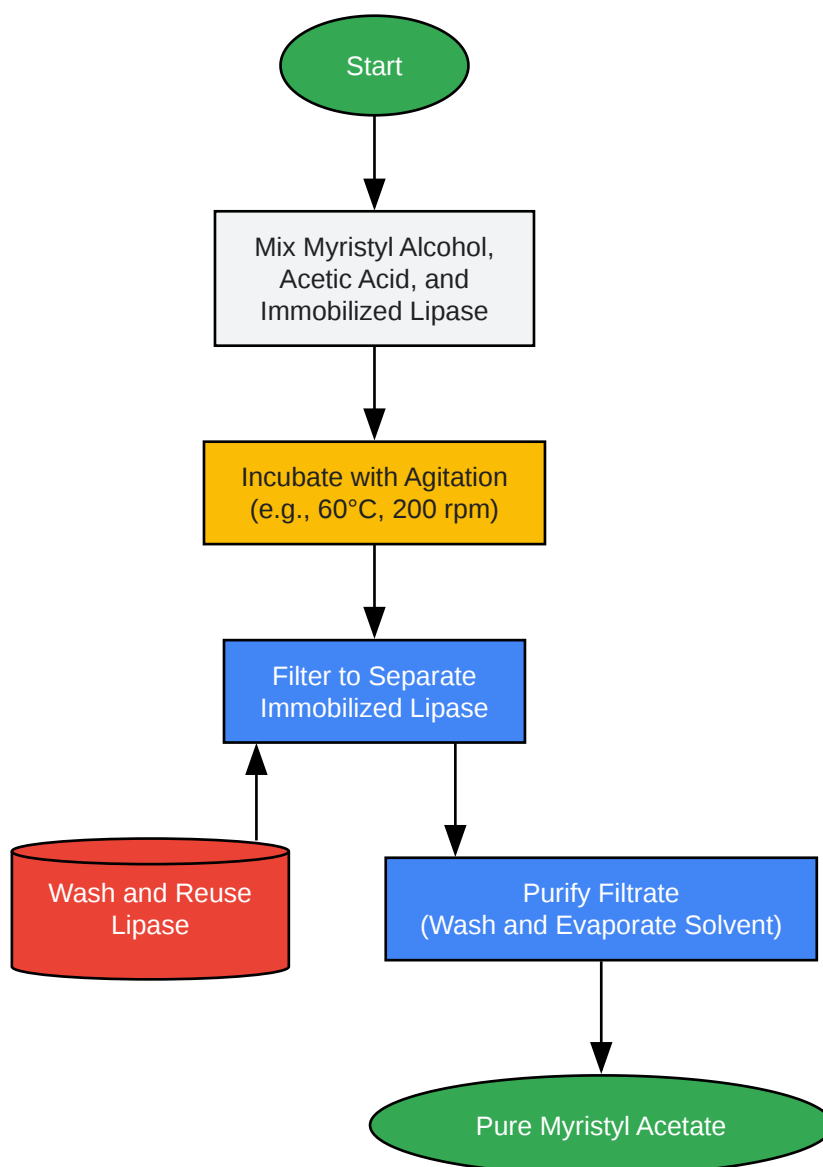 Start
Mix Myristyl Alcohol,
Acetic Acid, and
Immobilized Lipase
Incubate with Agitation
(e.g., 60°C, 200 rpm)
Filter to Separate
Immobilized Lipase
Wash and Reuse
Lipase
Purify Filtrate
(Wash and Evaporate Solvent)
Pure Myristyl Acetate